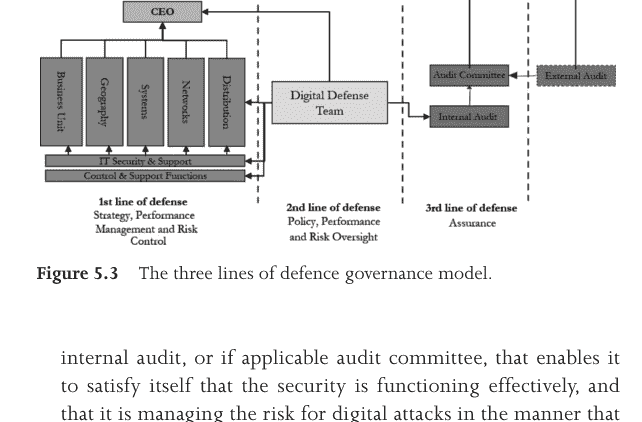 CEO
Business Unit
Geography
Systems
Networks
Distribution
Digital Defense
Team
Audit Committee
External Audit
Internal Audit
IT Security & Support
Control & Support Functions
1st line of defense
Strategy, Performance
Management and Risk
Control
2nd line of defense
Policy, Performance
and Risk Oversight
3rd line of defense
Assurance
Figure 5.3 The three lines of defence governance model.
internal audit, or if applicable audit committee, that enables it
to satisfy itself that the security is functioning effectively, and
that it is managing the risk for digital attacks in the manner that